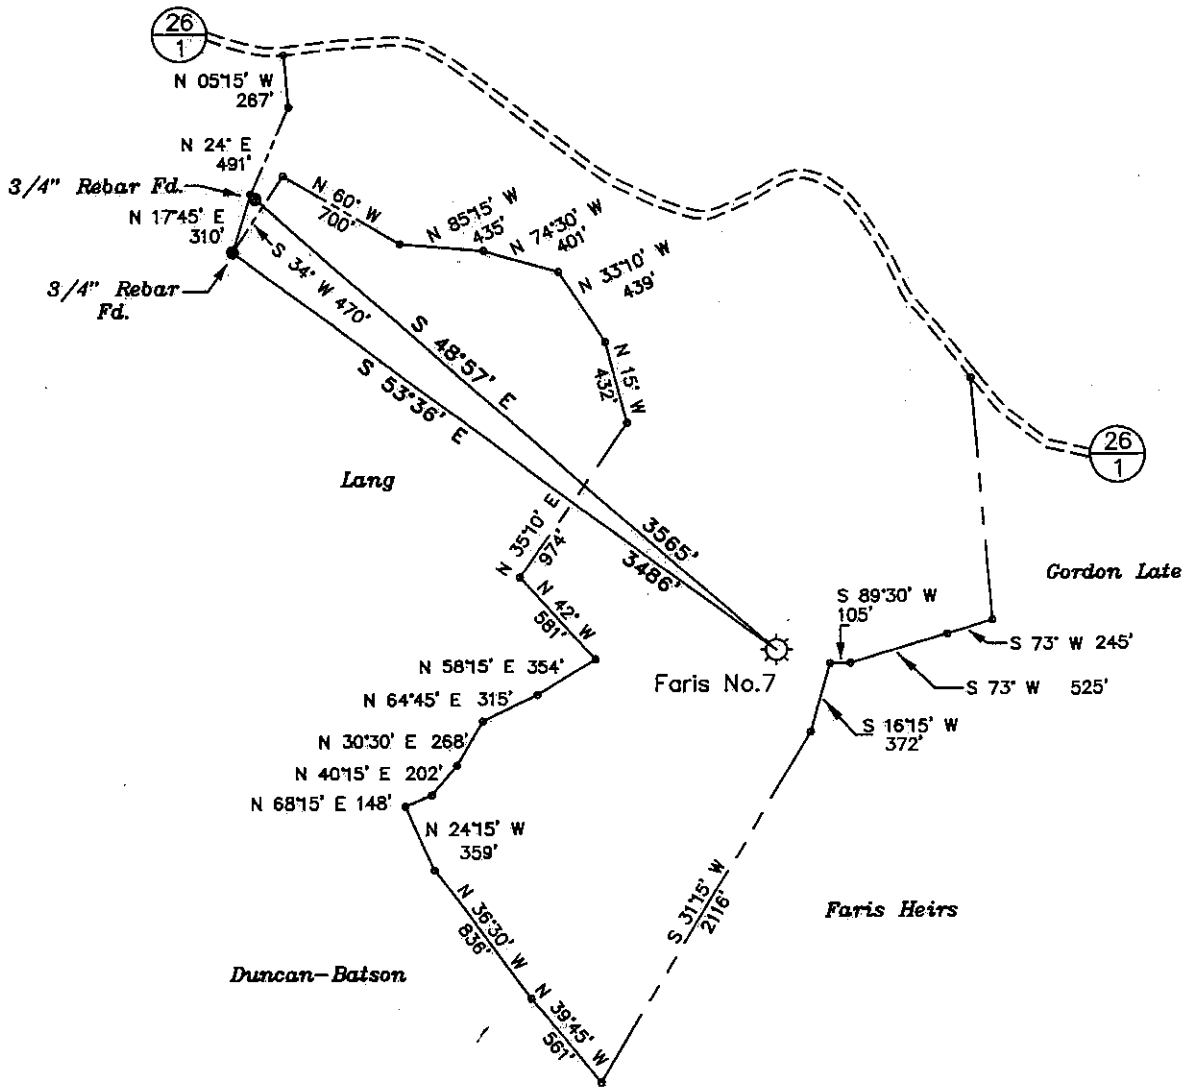 26
1
N 05°15' W
267'
N 24° E
491'
3/4" Rebar Fd.
N 17°45' E
310'
3/4" Rebar
Fd.
S 34° W 470'
N 60° W
700'
N 85°15' W
435'
N 74°30' W
401'
N 33°10' W
439'
N 15° W
432'
S 48°57' E
3565'
S 53°36' E
3486'
26
1
Lang
N 35°10' E
974'
N 42° W
581'
Gordon Late
S 89°30' W
105'
S 73° W 245'
Faris No.7
S 73° W 525'
N 58°15' E 354'
N 64°45' E 315'
S 16°15' W
372'
N 30°30' E 268'
N 40°15' E 202'
N 68°15' E 148'
N 24°15' W
359'
N 36°30' W
836'
S 31°15' W
2116'
Faris Heirs
Duncan-Batson
N 39°45' W
561'